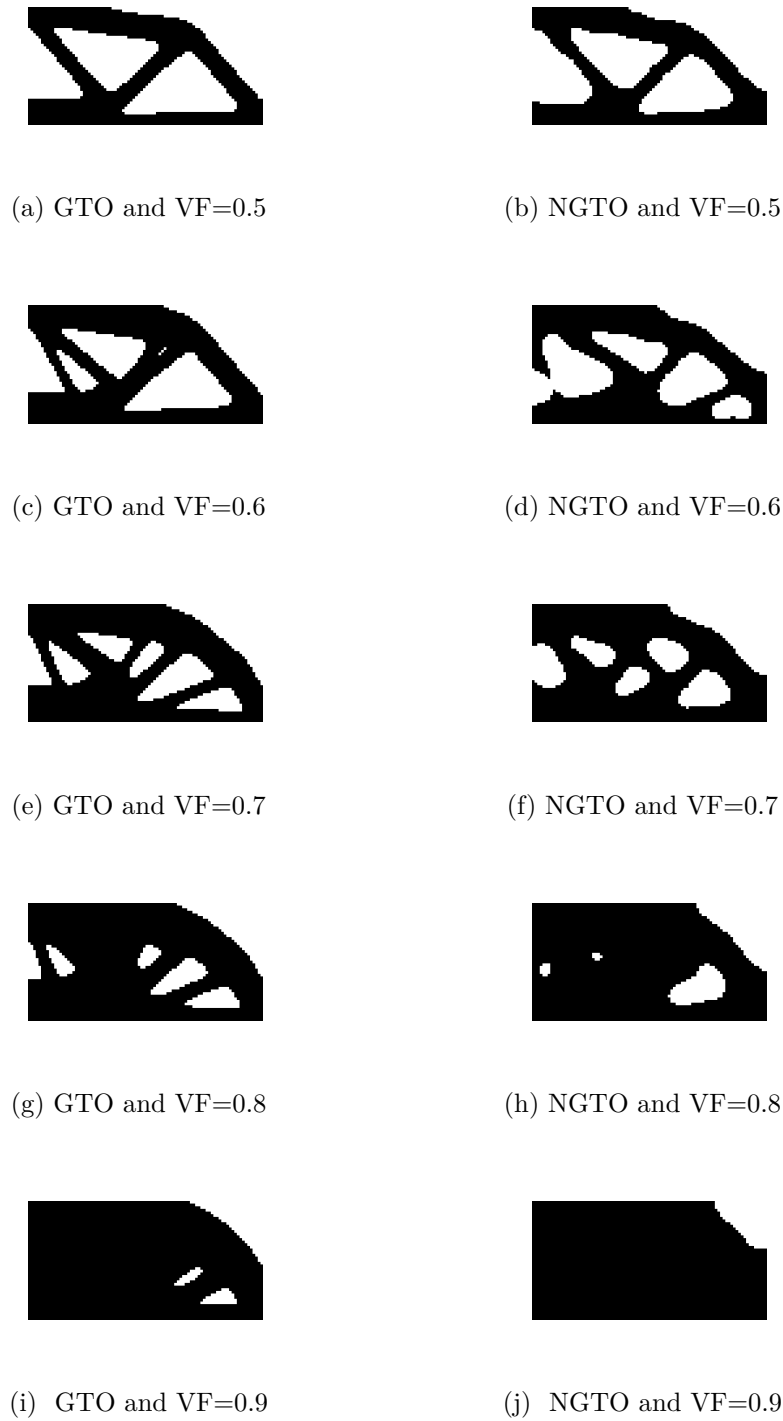 (a) GTO and VF=0.5
(b) NGTO and VF=0.5
(c) GTO and VF=0.6
(d) NGTO and VF=0.6
(e) GTO and VF=0.7
(f) NGTO and VF=0.7
(g) GTO and VF=0.8
(h) NGTO and VF=0.8
(i) GTO and VF=0.9
(j) NGTO and VF=0.9